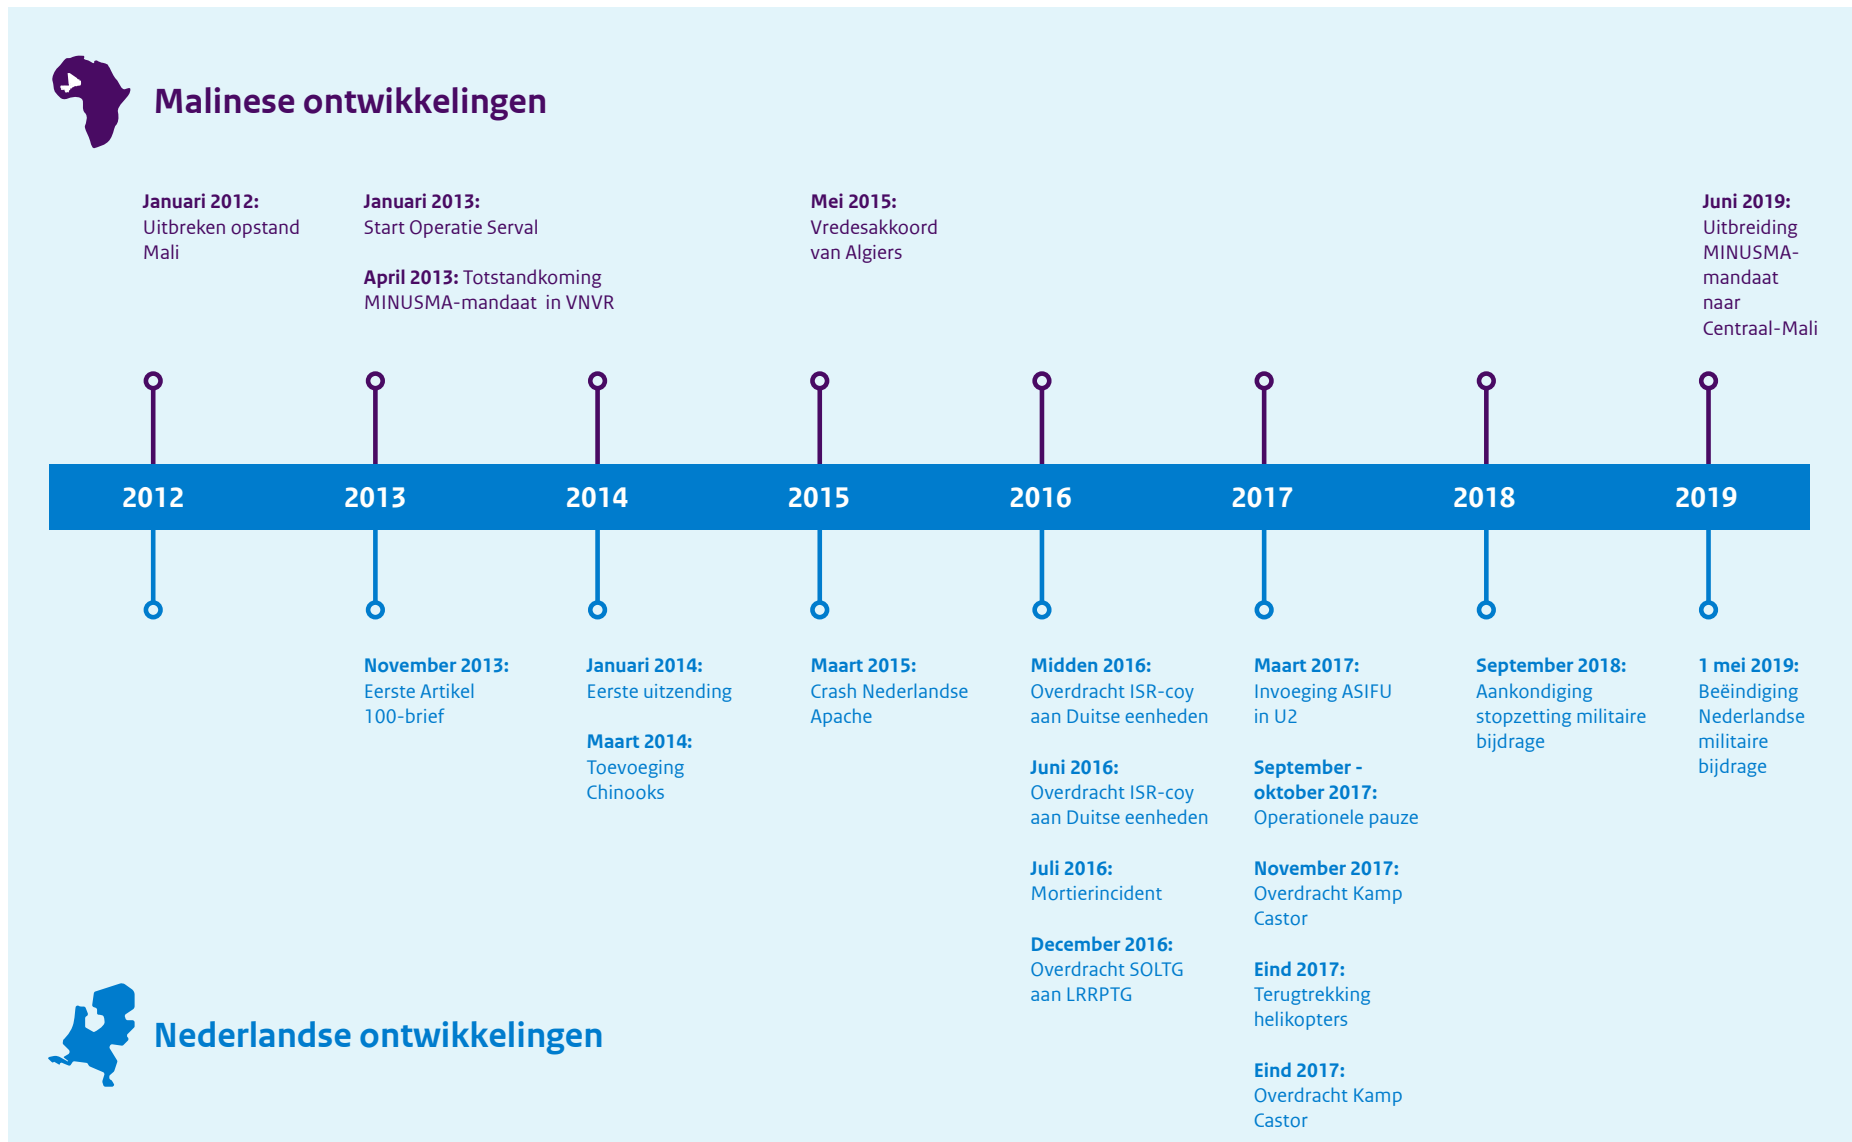 Malinese ontwikkelingen
Januari 2012:
Uitbreken opstand
Mali
Januari 2013:
Start Operatie Serval
April 2013: Totstandkoming
MINUSMA-mandaat in VNVR
Mei 2015:
Vredesakkoord
van Algiers
Juni 2019:
Uitbreiding
MINUSMA-
mandaat
naar
Centraal-Mali
2012 2013 2014 2015 2016 2017 2018 2019
November 2013:
Eerste Artikel
100-brief
Januari 2014:
Eerste uitzending
Maart 2014:
Toevoeging
Chinooks
Maart 2015:
Crash Nederlandse
Apache
Midden 2016:
Overdracht ISR-coy
aan Duitse eenheden
Juni 2016:
Overdracht ISR-coy
aan Duitse eenheden
Juli 2016:
Mortierincident
December 2016:
Overdracht SOLTG
aan LRRPTG
Maart 2017:
Invoeging ASIFU
in U2
September -
oktober 2017:
Operationele pauze
November 2017:
Overdracht Kamp
Castor
Eind 2017:
Terugtrekking
helikopters
Eind 2017:
Overdracht Kamp
Castor
September 2018:
Aankondiging
stopzetting militaire
bijdrage
1 mei 2019:
Beëindiging
Nederlandse
militaire
bijdrage
Nederlandse ontwikkelingen